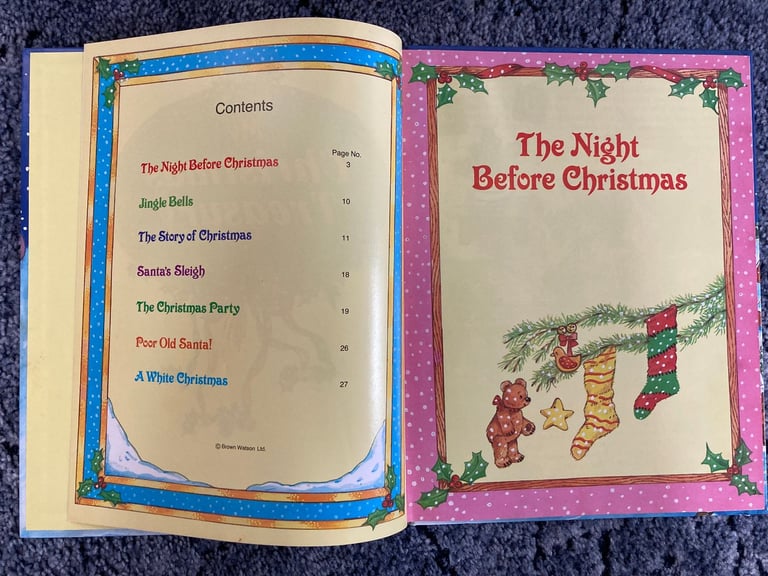 Contents
Page No.
The Night Before Christmas 3
Jingle Bells 10
The Story of Christmas 11
Santa's Sleigh 18
The Christmas Party 19
Poor Old Santa! 26
A White Christmas 27
© Brown Watson Ltd.
The Night
Before Christmas